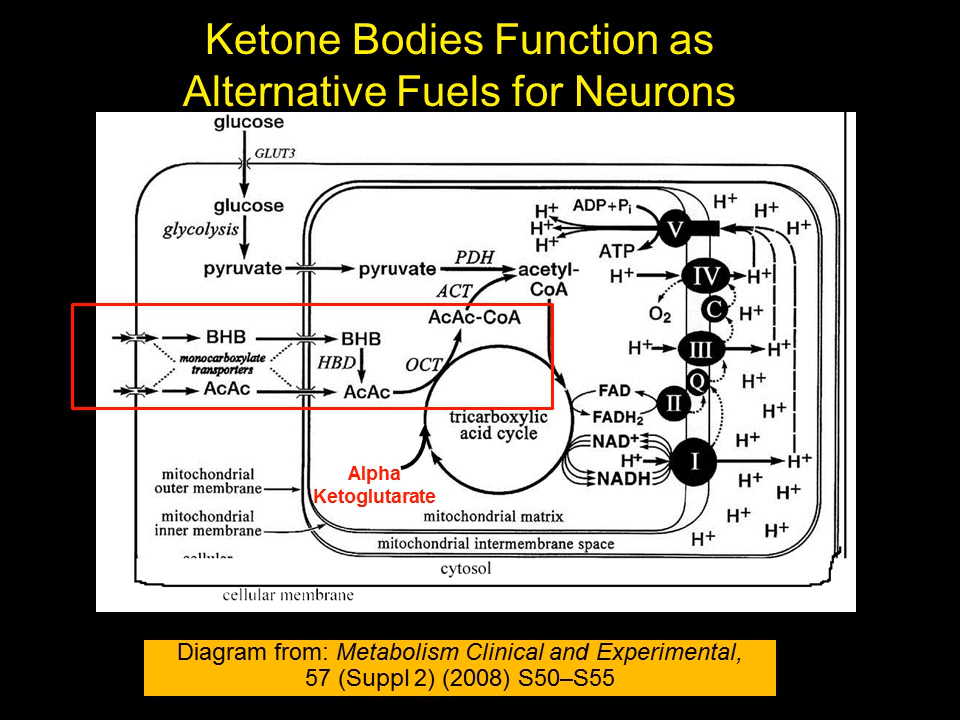 Ketone Bodies Function as
Alternative Fuels for Neurons
glucose
GLUT3
glucose
glycolysis
pyruvate
pyruvate
PDH
acetyl-
CoA
ACT
AcAc-CoA
BHB
BHB
monocarboxylate
transporters
HBD
OCT
AcAc
AcAc
tricarboxylic
acid cycle
Alpha
Ketoglutarate
H+
H+
H+
ADP+Pi
ATP
V
H+
IV
H+
O2
C
H+
III
H+
Q
FAD
FADH2
II
NAD+
H+
NADH
I
H+
H+
H+
H+
H+
H+
H+
H+
H+
H+
H+
H+
H+
H+
mitochondrial
outer membrane
mitochondrial
inner membrane
mitochondrial matrix
mitochondrial intermembrane space
cytosol
cellular membrane
Diagram from: Metabolism Clinical and Experimental,
57 (Suppl 2) (2008) S50–S55